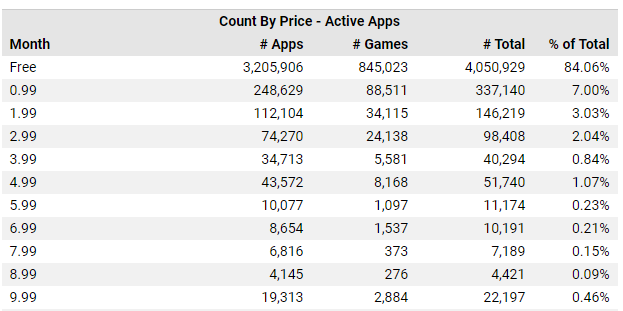 Count By Price - Active Apps
Month # Apps # Games # Total % of Total
Free 3,205,906 845,023 4,050,929 84.06%
0.99 248,629 88,511 337,140 7.00%
1.99 112,104 34,115 146,219 3.03%
2.99 74,270 24,138 98,408 2.04%
3.99 34,713 5,581 40,294 0.84%
4.99 43,572 8,168 51,740 1.07%
5.99 10,077 1,097 11,174 0.23%
6.99 8,654 1,537 10,191 0.21%
7.99 6,816 373 7,189 0.15%
8.99 4,145 276 4,421 0.09%
9.99 19,313 2,884 22,197 0.46%